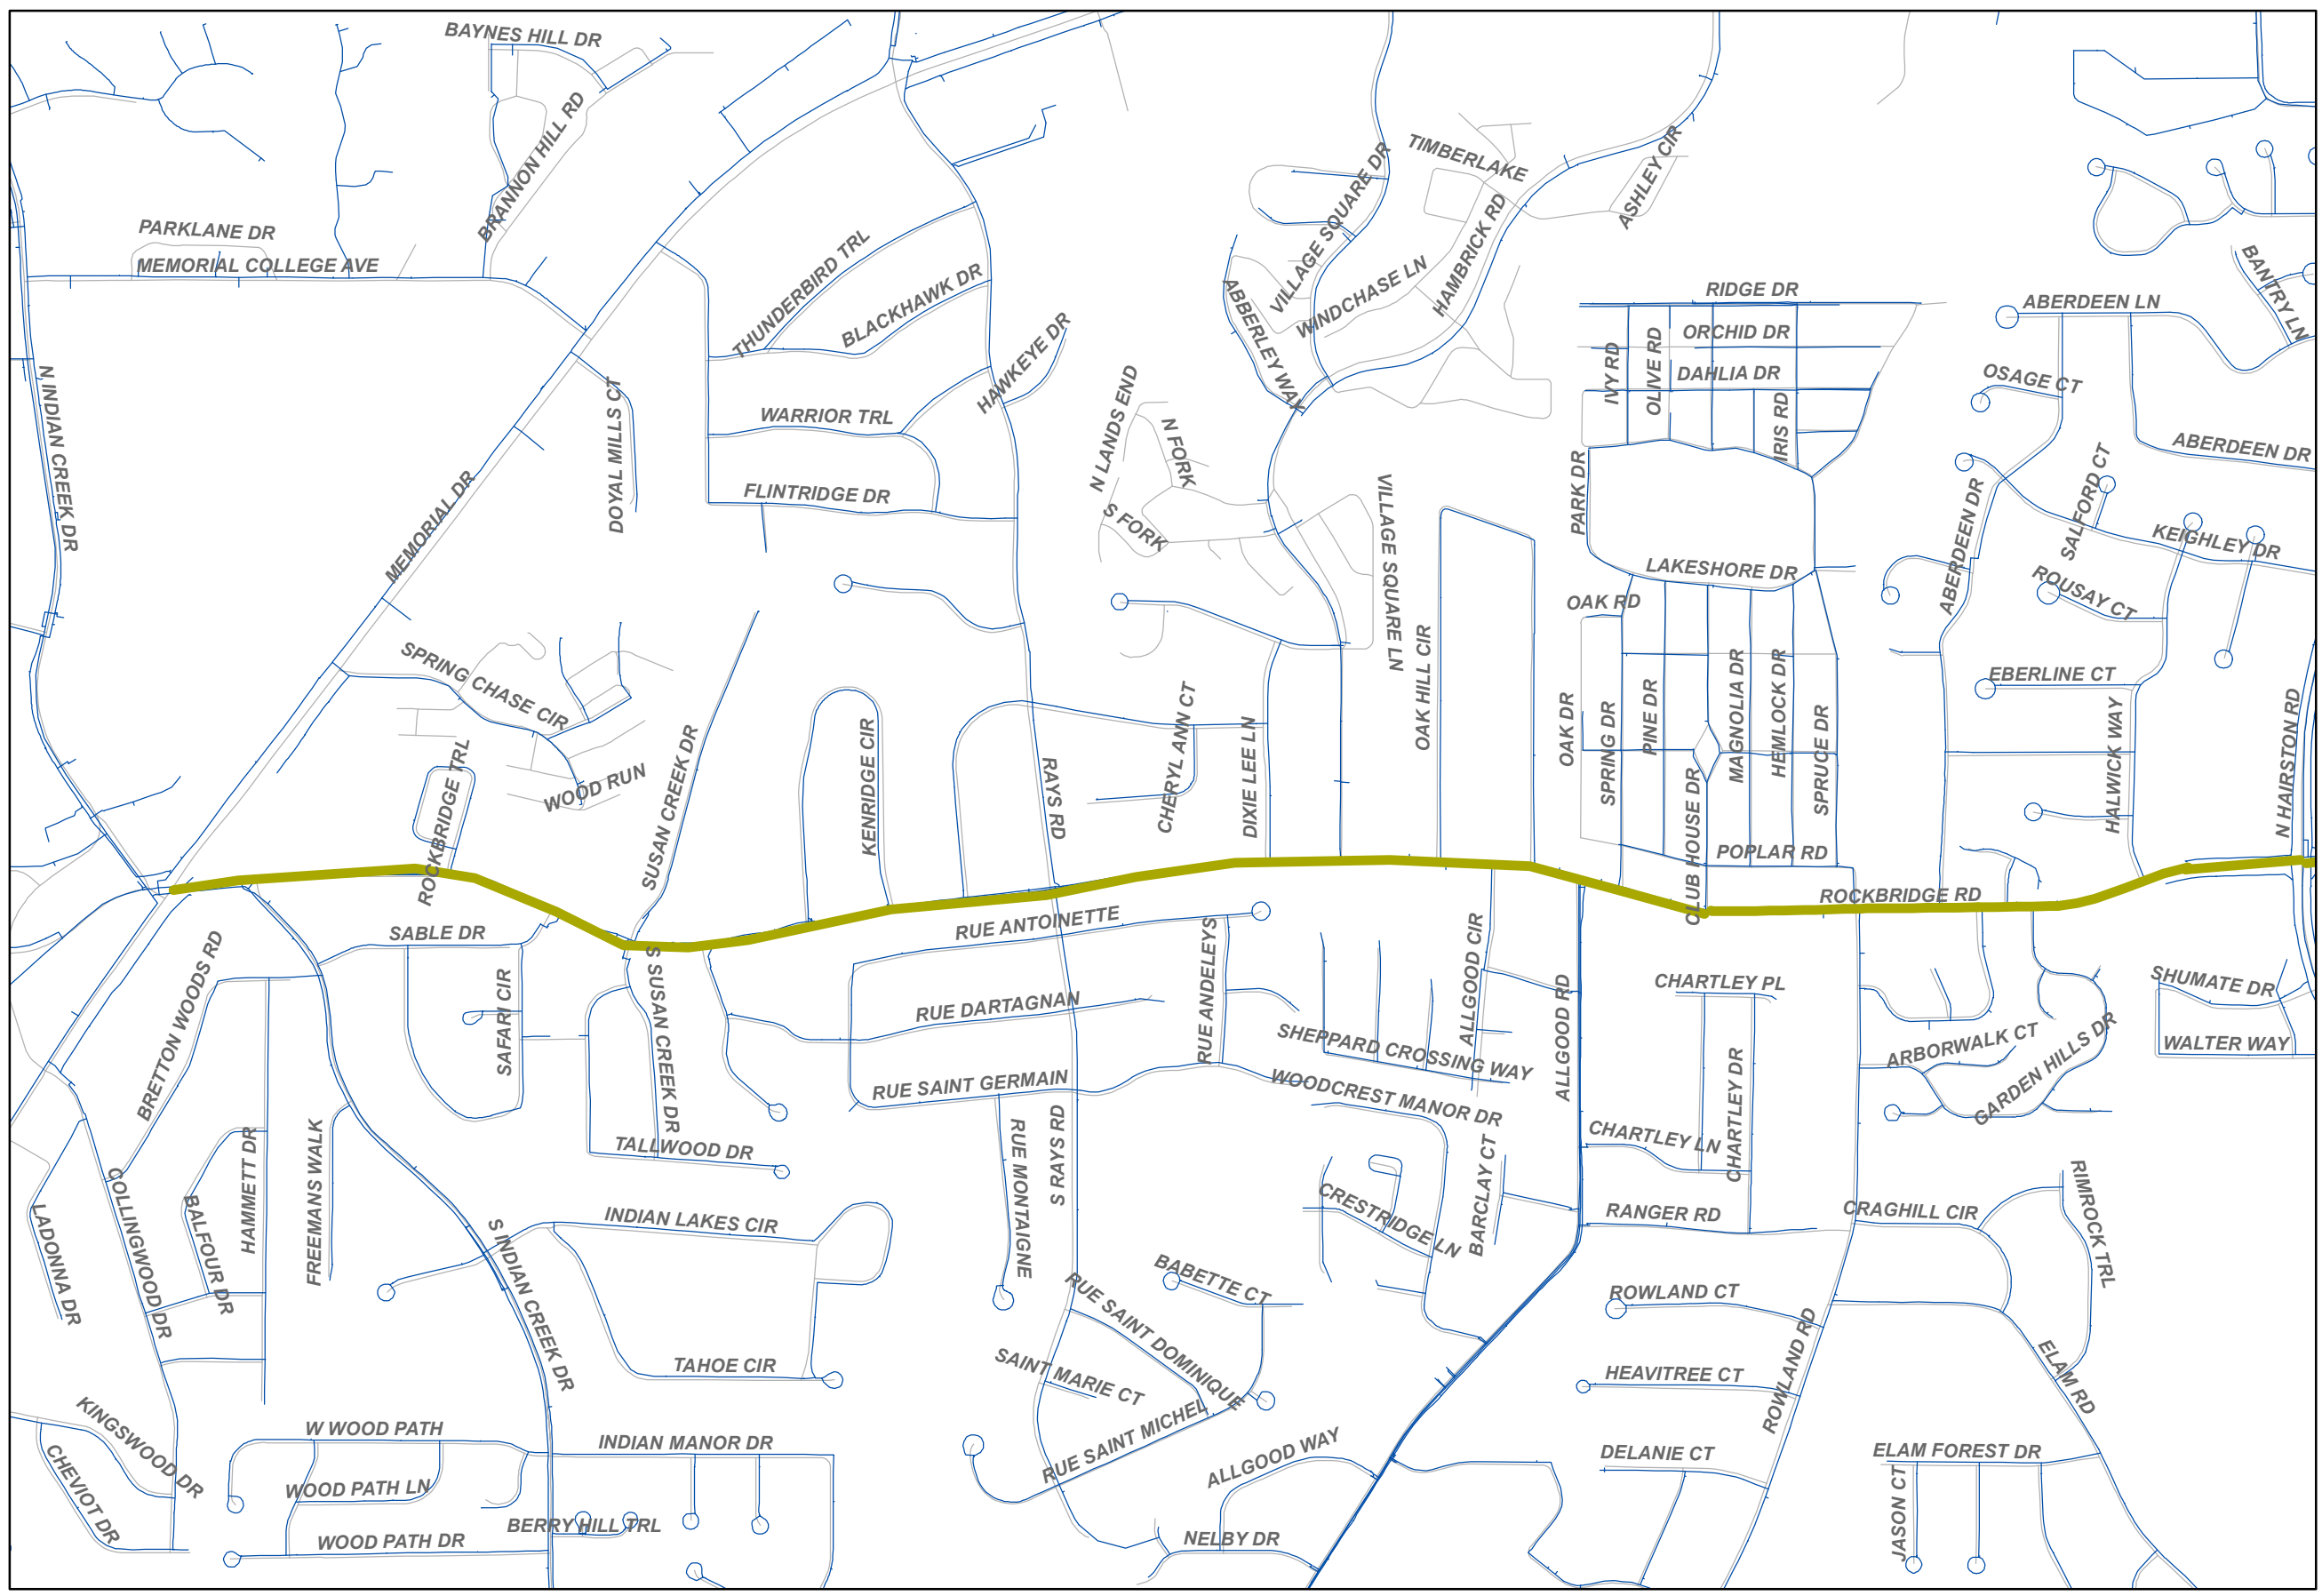 BAYNES HILL DR
BRANNON HILL RD
PARKLANE DR
MEMORIAL COLLEGE AVE
TIMBERLAKE
ASHLEY CIR
VILLAGE SQUARE DR
HAMBRICK RD
WINDCHASE LN
ABBERLEY WAY
THUNDERBIRD TRL
BLACKHAWK DR
HAWKEYE DR
WARRIOR TRL
FLINTRIDGE DR
DOYAL MILLS CT
N INDIAN CREEK DR
MEMORIAL DR
N LANDS END
N FORK
S FORK
RIDGE DR
ORCHID DR
DAHLIA DR
IVY RD
OLIVE RD
IRIS RD
PARK DR
LAKESHORE DR
ABERDEEN LN
BANTRY LN
OSAGE CT
ABERDEEN DR
SALFORD CT
ABERDEEN DR
KEIGHLEY DR
ROUSAY CT
EBERLINE CT
HALWICK WAY
N HAIRSTON RD
VILLAGE SQUARE LN
OAK HILL CIR
OAK RD
OAK DR
SPRING DR
PINE DR
CLUB HOUSE DR
MAGNOLIA DR
HEMLOCK DR
SPRUCE DR
POPLAR RD
ROCKBRIDGE RD
SPRING CHASE CIR
WOOD RUN
ROCKBRIDGE TRL
SUSAN CREEK DR
KENRIDGE CIR
RAYS RD
CHERYL ANN CT
DIXIE LEE LN
SABLE DR
SAFARI CIR
BRETTON WOODS RD
S SUSAN CREEK DR
RUE ANTOINETTE
RUE DARTAGNAN
RUE ANDELEYS
RUE SAINT GERMAIN
RUE MONTAIGNE
S RAYS RD
SHEPPARD CROSSING WAY
WOODCREST MANOR DR
ALLGOOD CIR
ALLGOOD RD
CHARTLEY PL
CHARTLEY DR
CHARTLEY LN
ARBORWALK CT
GARDEN HILLS DR
SHUMATE DR
WALTER WAY
TALLWOOD DR
HAMMETT DR
FREEMANS WALK
COLLINGWOOD DR
BALFOUR DR
LADONNA DR
INDIAN LAKES CIR
S INDIAN CREEK DR
TAHOE CIR
CRESTRIDGE LN
BARCLAY CT
RANGER RD
CRAGHILL CIR
RIMROCK TRL
BABETTE CT
RUE SAINT DOMINIQUE
SAINT MARIE CT
RUE SAINT MICHEL
ROWLAND CT
HEAVITREE CT
ROWLAND RD
ELAM RD
KINGSWOOD DR
CHEVIOT DR
W WOOD PATH
WOOD PATH LN
WOOD PATH DR
INDIAN MANOR DR
BERRY HILL TRL
ALLGOOD WAY
NELBY DR
DELANIE CT
ELAM FOREST DR
JASON CT